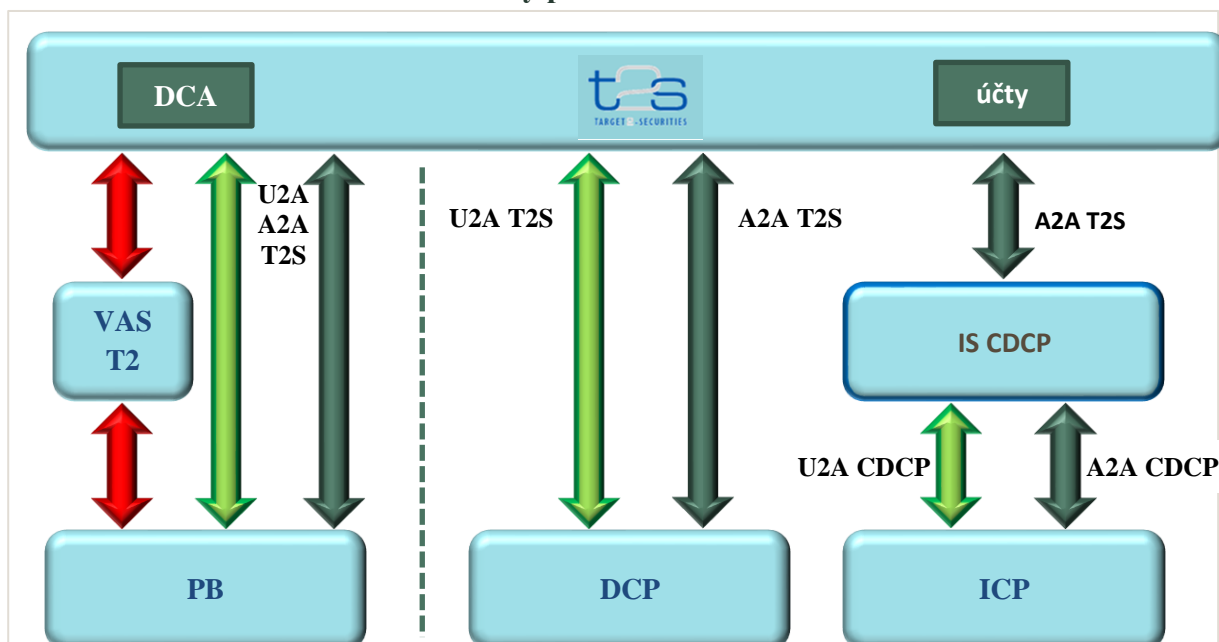 DCA
t2s
TARGET2-SECURITIES
účty
U2A
A2A
T2S
U2A T2S
A2A T2S
A2A T2S
VAS
T2
IS CDCP
U2A CDCP
A2A CDCP
PB
DCP
ICP